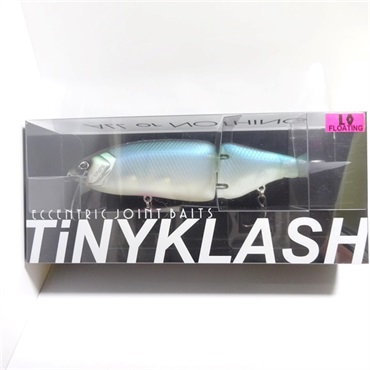 ALL or NOTHING
LO
FLOATING
ECCENTRIC JOINT BAITS
TiNYKLASH